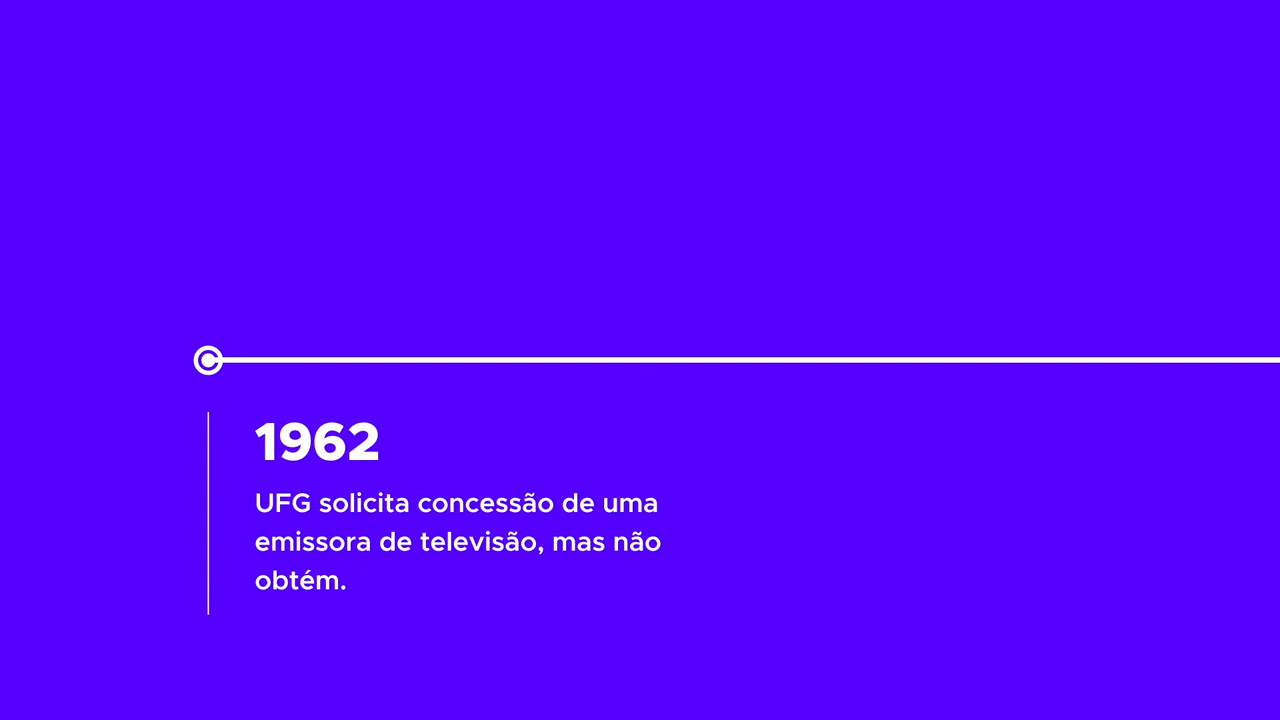 1962
UFG solicita concessão de uma
emissora de televisão, mas não
obtém.